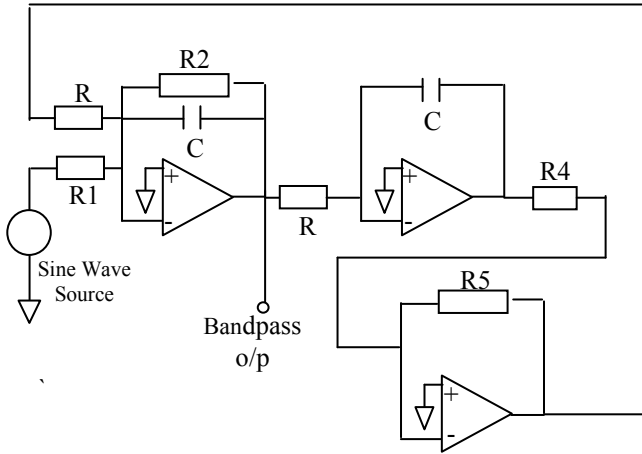 R2
R
C
C
R1
+
-
+
-
R4
R
Sine Wave
Source
R5
Bandpass
o/p
`
+
-